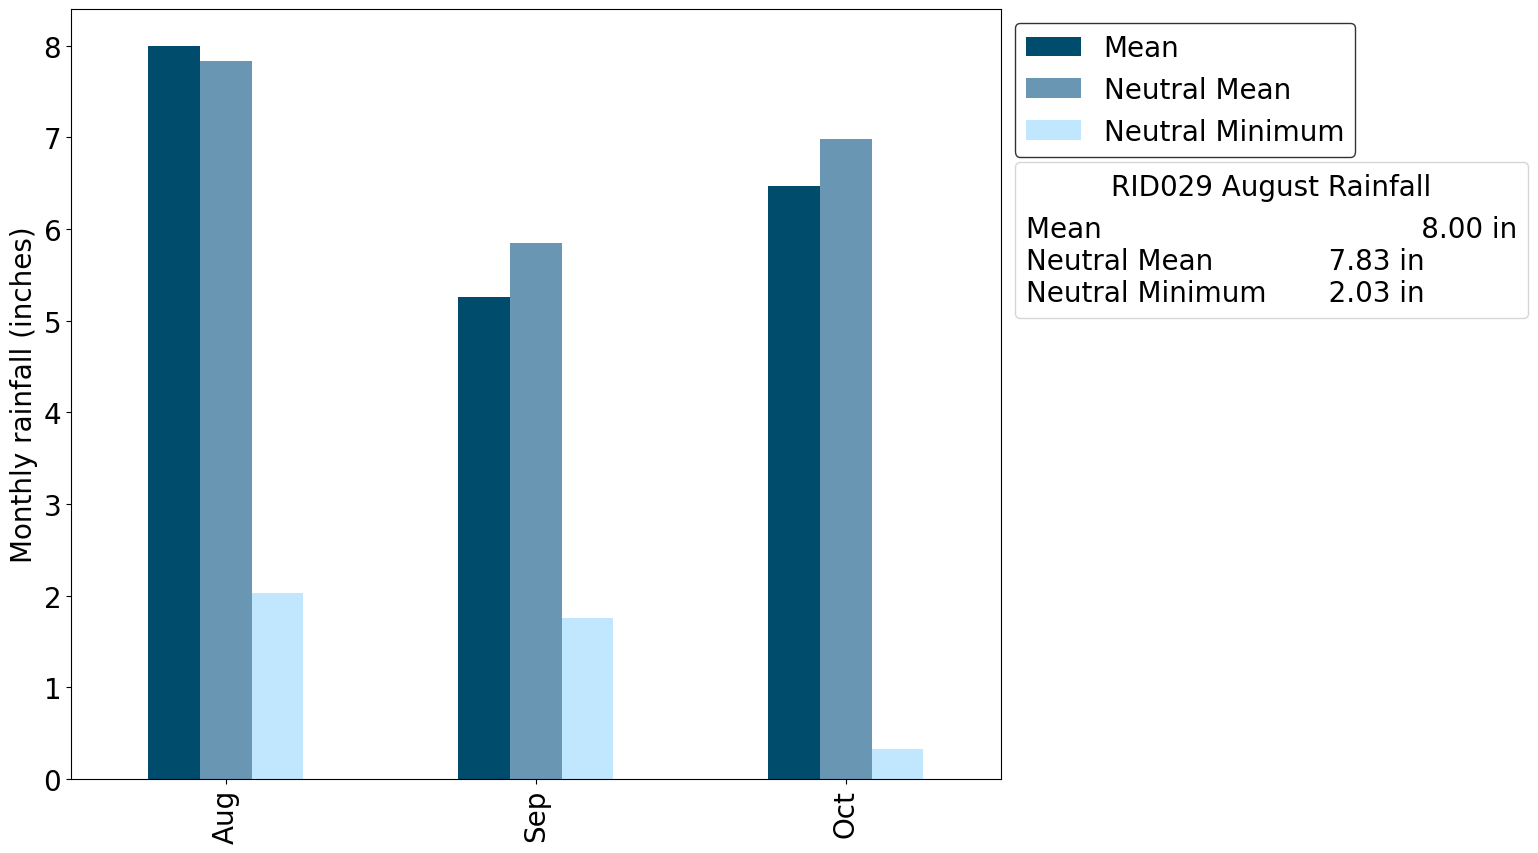 Mean
Neutral Mean
Neutral Minimum
RID029 August Rainfall
Mean 8.00 in
Neutral Mean 7.83 in
Neutral Minimum 2.03 in
Monthly rainfall (inches)
8
7
6
5
4
3
2
1
0
Aug
Sep
Oct